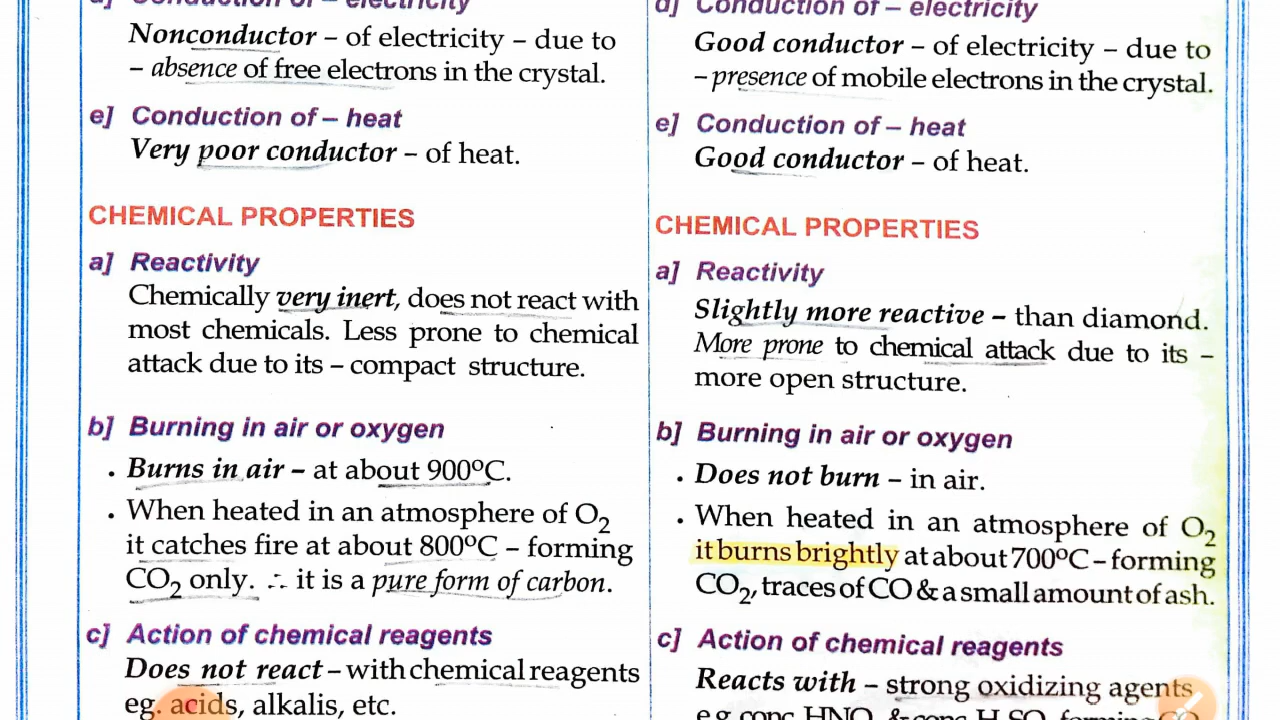 d] Conduction of – electricity
Nonconductor – of electricity – due to
– absence of free electrons in the crystal.
e] Conduction of – heat
Very poor conductor – of heat.
CHEMICAL PROPERTIES
a] Reactivity
Chemically very inert, does not react with
most chemicals. Less prone to chemical
attack due to its – compact structure.
b] Burning in air or oxygen
. Burns in air – at about 900°C.
. When heated in an atmosphere of O₂
it catches fire at about 800°C – forming
CO₂ only. ∴ it is a pure form of carbon.
c] Action of chemical reagents
Does not react – with chemical reagents
eg. acids, alkalis, etc.
d] Conduction of – electricity
Good conductor – of electricity – due to
– presence of mobile electrons in the crystal.
e] Conduction of – heat
Good conductor – of heat.
CHEMICAL PROPERTIES
a] Reactivity
Slightly more reactive – than diamond.
More prone to chemical attack due to its –
more open structure.
b] Burning in air or oxygen
. Does not burn – in air.
. When heated in an atmosphere of O₂
it burns brightly at about 700°C – forming
CO₂, traces of CO & a small amount of ash.
c] Action of chemical reagents
Reacts with – strong oxidizing agents
e.g. conc. HNO & conc. H SO forming CO